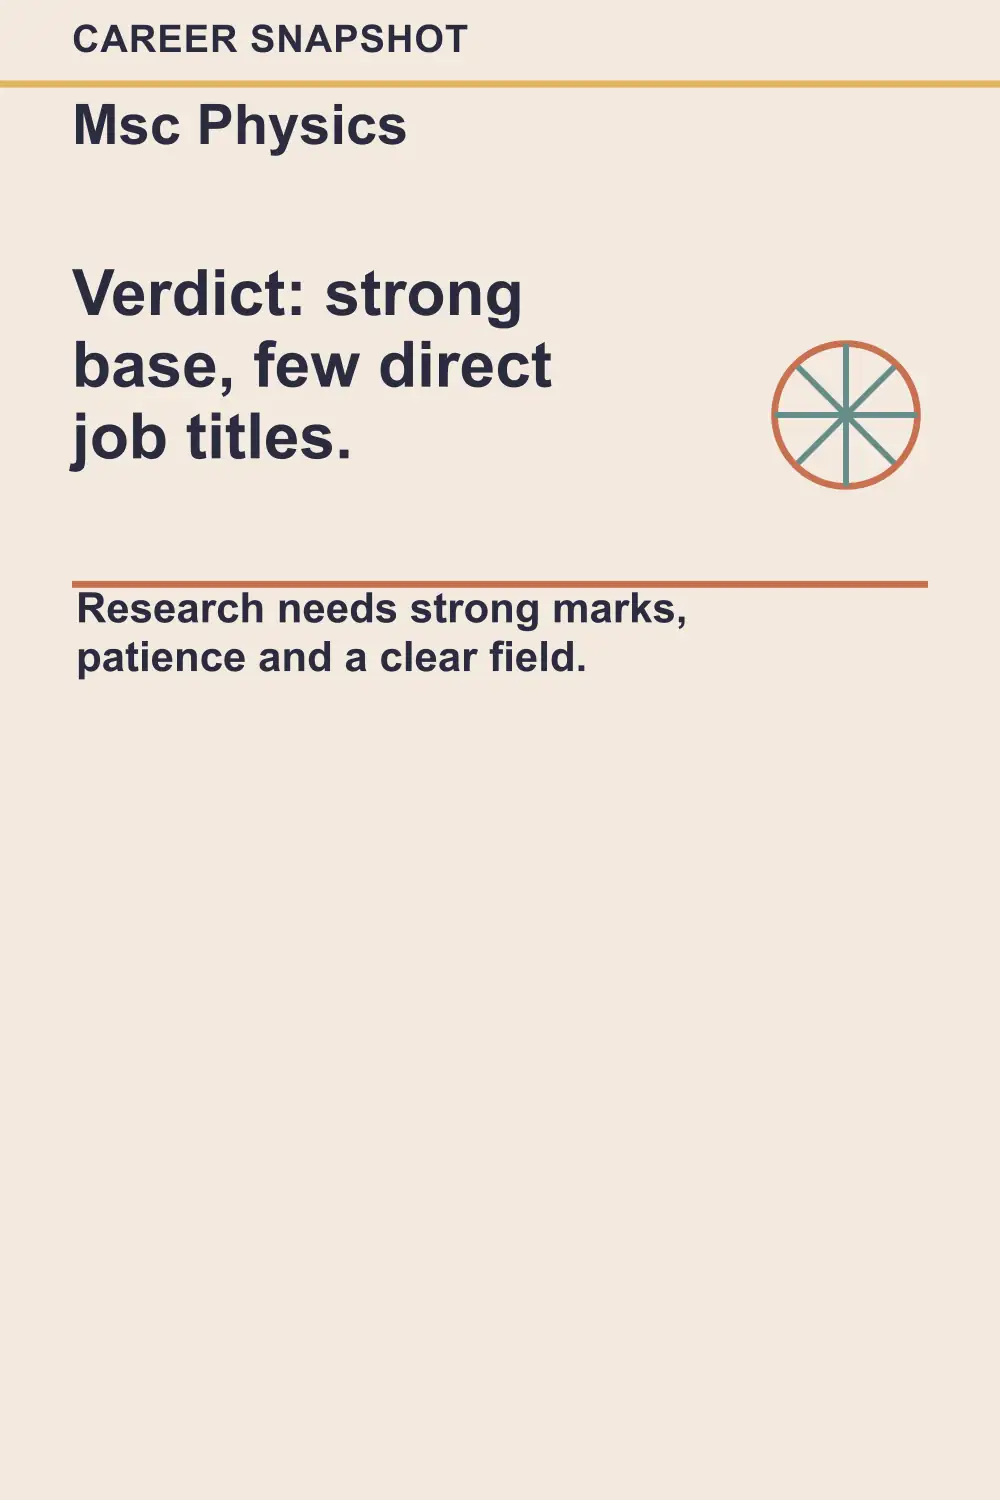 CAREER SNAPSHOT
Msc Physics
Verdict: strong
base, few direct
job titles.
Research needs strong marks,
patience and a clear field.